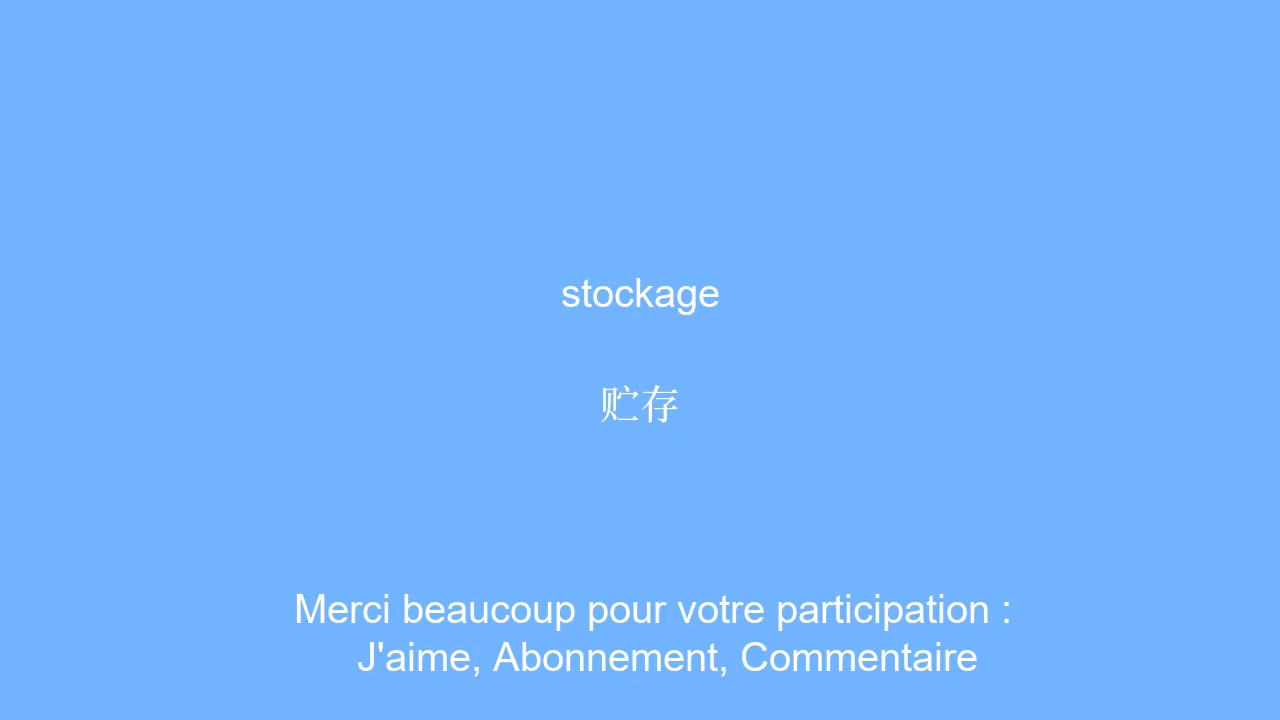 stockage
贮存
Merci beaucoup pour votre participation :
J'aime, Abonnement, Commentaire